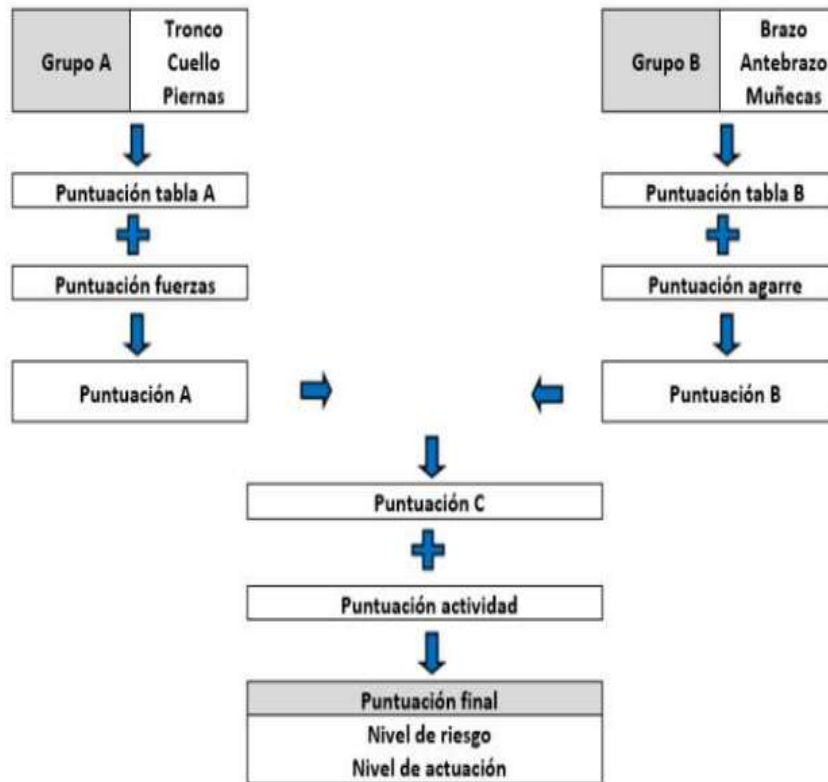 Grupo A
Tronco
Cuello
Piernas
Grupo B
Brazo
Antebrazo
Muñecas
Puntuación tabla A
Puntuación tabla B
Puntuación fuerzas
Puntuación agarre
Puntuación A
Puntuación B
Puntuación C
Puntuación actividad
Puntuación final
Nivel de riesgo
Nivel de actuación